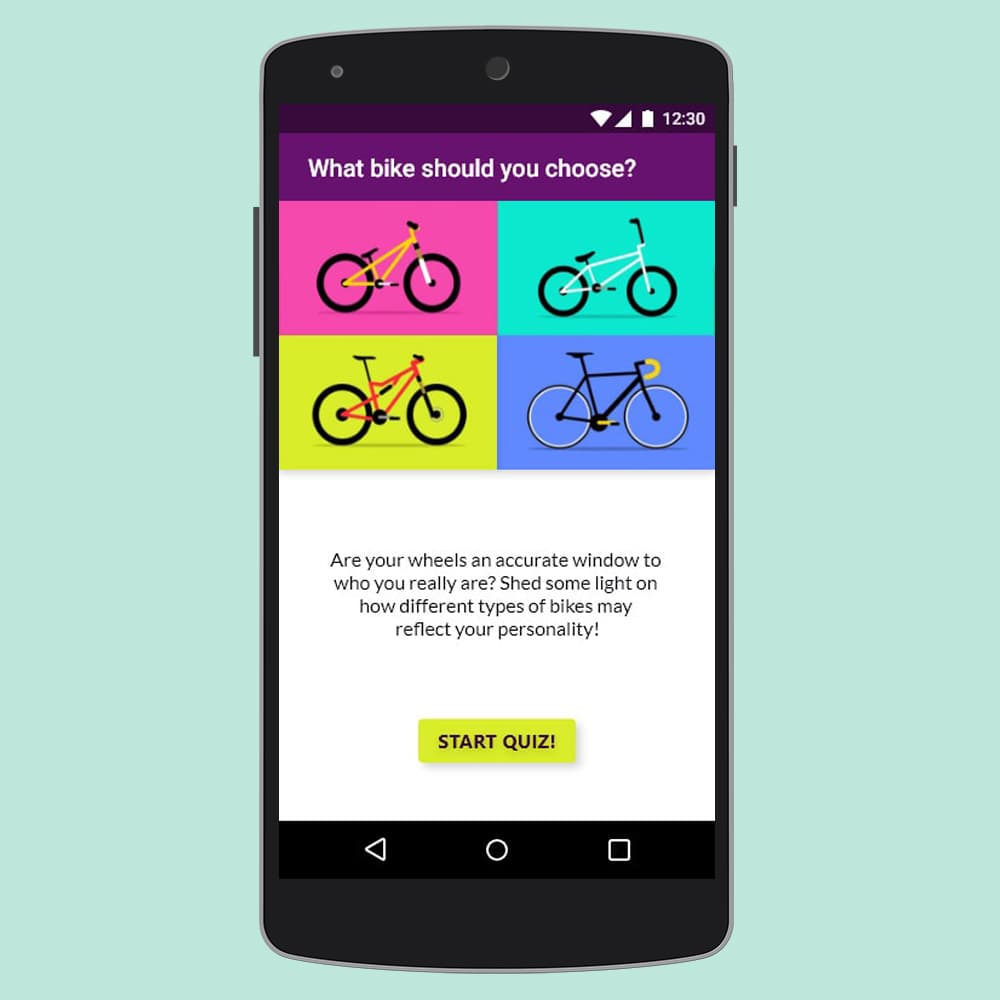 12:30
What bike should you choose?
Are your wheels an accurate window to
who you really are? Shed some light on
how different types of bikes may
reflect your personality!
START QUIZ!